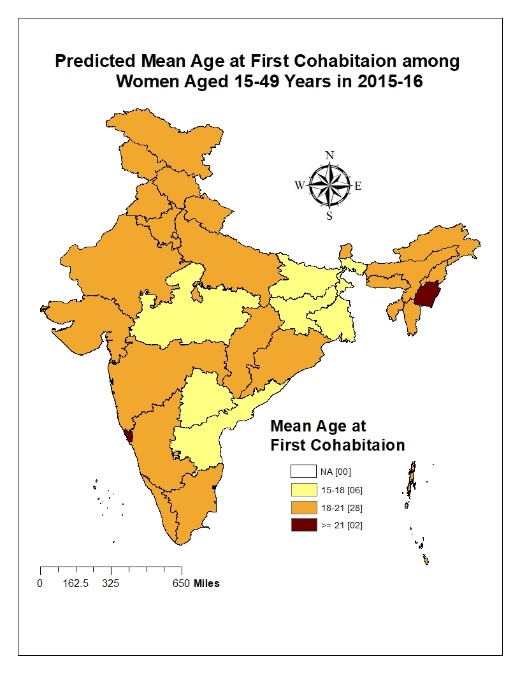 Predicted Mean Age at First Cohabitaion among
Women Aged 15-49 Years in 2015-16
N
W E
S
Mean Age at
First Cohabitaion
NA [00]
15-18 [06]
18-21 [28]
>= 21 [02]
0 162.5 325 650 Miles